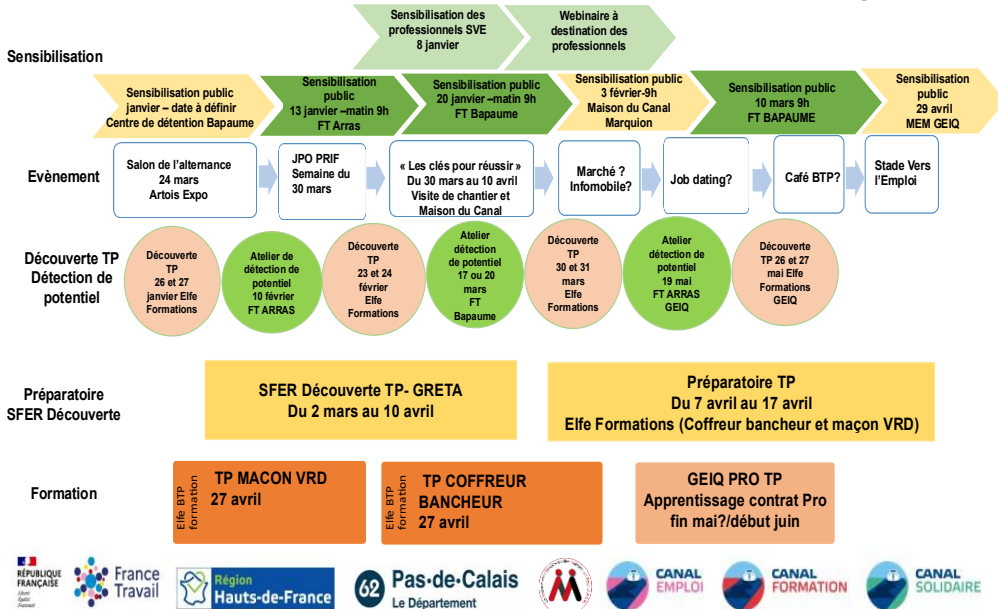 Sensibilisation des
professionnels SVE
8 janvier
Webinaire à
destination des
professionnels
Sensibilisation
Sensibilisation public
janvier – date à définir
Centre de détention Bapaume
Sensibilisation
public
13 janvier –matin 9h
FT Arras
Sensibilisation public
20 janvier –matin 9h
FT Bapaume
Sensibilisation public
3 février-9h
Maison du Canal
Marquion
Sensibilisation public
10 mars 9h
FT BAPAUME
Sensibilisation
public
29 avril
MEM GEIQ
Evènement
Salon de l'alternance
24 mars
Artois Expo
JPO PRIF
Semaine du
30 mars
« Les clés pour réussir »
Du 30 mars au 10 avril
Visite de chantier et
Maison du Canal
Marché ?
Infomobile?
Job dating?
Café BTP?
Stade Vers
l'Emploi
Découverte TP
Détection de
potentiel
Découverte
TP
26 et 27
janvier Elfe
Formations
Atelier de
détection de
potentiel
10 février
FT ARRAS
Découverte
TP
23 et 24
février
Elfe
Formations
Atelier
détection
de potentiel
17 ou 20
mars
FT
Bapaume
Découverte
TP
30 et 31
mars
Elfe
Formations
Atelier de
détection de
potentiel
19 mai
FT ARRAS
GEIQ
Découverte
TP 26 et 27
mai Elfe
Formations
GEIQ
Préparatoire
SFER Découverte
SFER Découverte TP- GRETA
Du 2 mars au 10 avril
Préparatoire TP
Du 7 avril au 17 avril
Elfe Formations (Coffreur bancheur et maçon VRD)
Formation
Elfe BTP
formation
TP MACON VRD
27 avril
Elfe BTP
formation
TP COFFREUR
BANCHEUR
27 avril
GEIQ PRO TP
Apprentissage contrat Pro
fin mai?/début juin
RÉPUBLIQUE
FRANÇAISE
Liberté
Égalité
Fraternité
France
Travail
Région
Hauts-de-France
62
Pas-de-Calais
Le Département
CANAL
EMPLOI
CANAL
FORMATION
CANAL
SOLIDAIRE